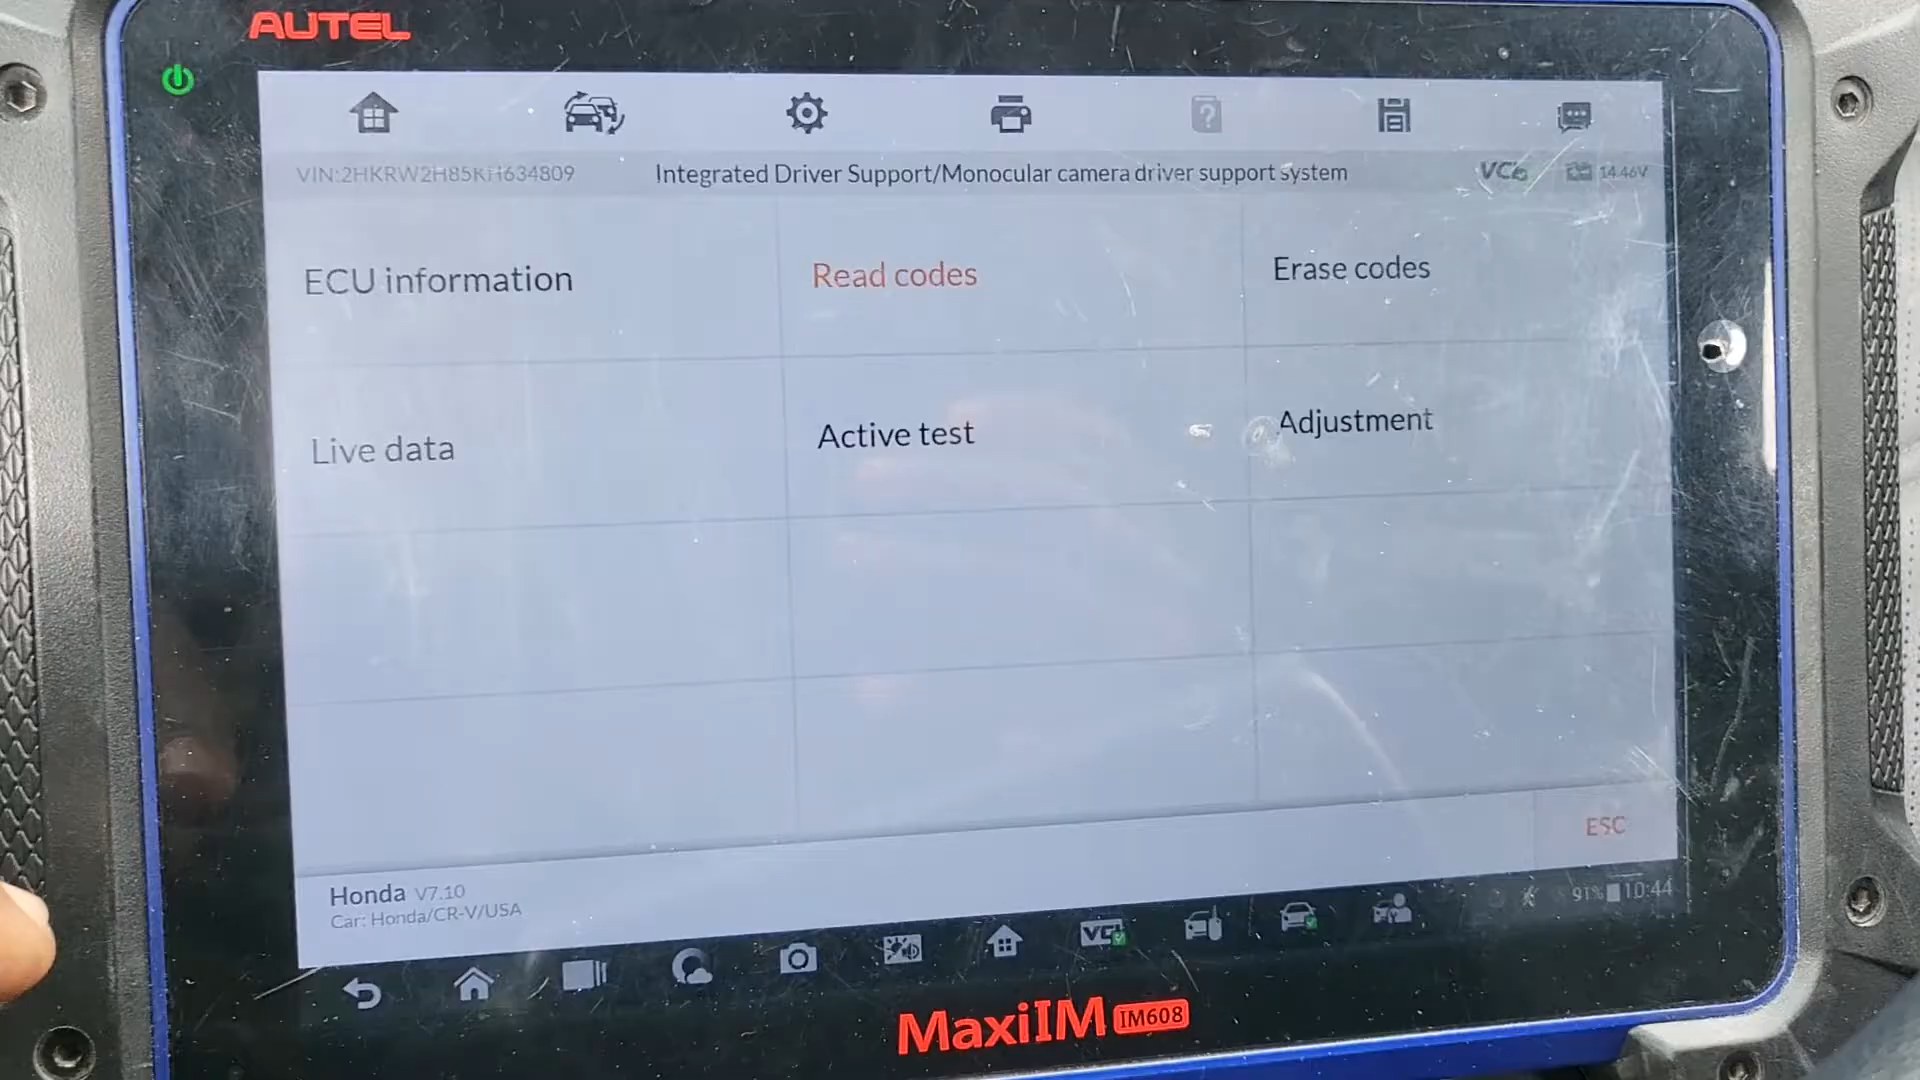 AUTEL
VIN:2HKRW2H85KH634809
Integrated Driver Support/Monocular camera driver support system
VCI
14.46V
ECU information
Read codes
Erase codes
Live data
Active test
Adjustment
ESC
Honda V7.10
Car: Honda/CR-V/USA
91% 10:44
VCI
MaxiIM IM608